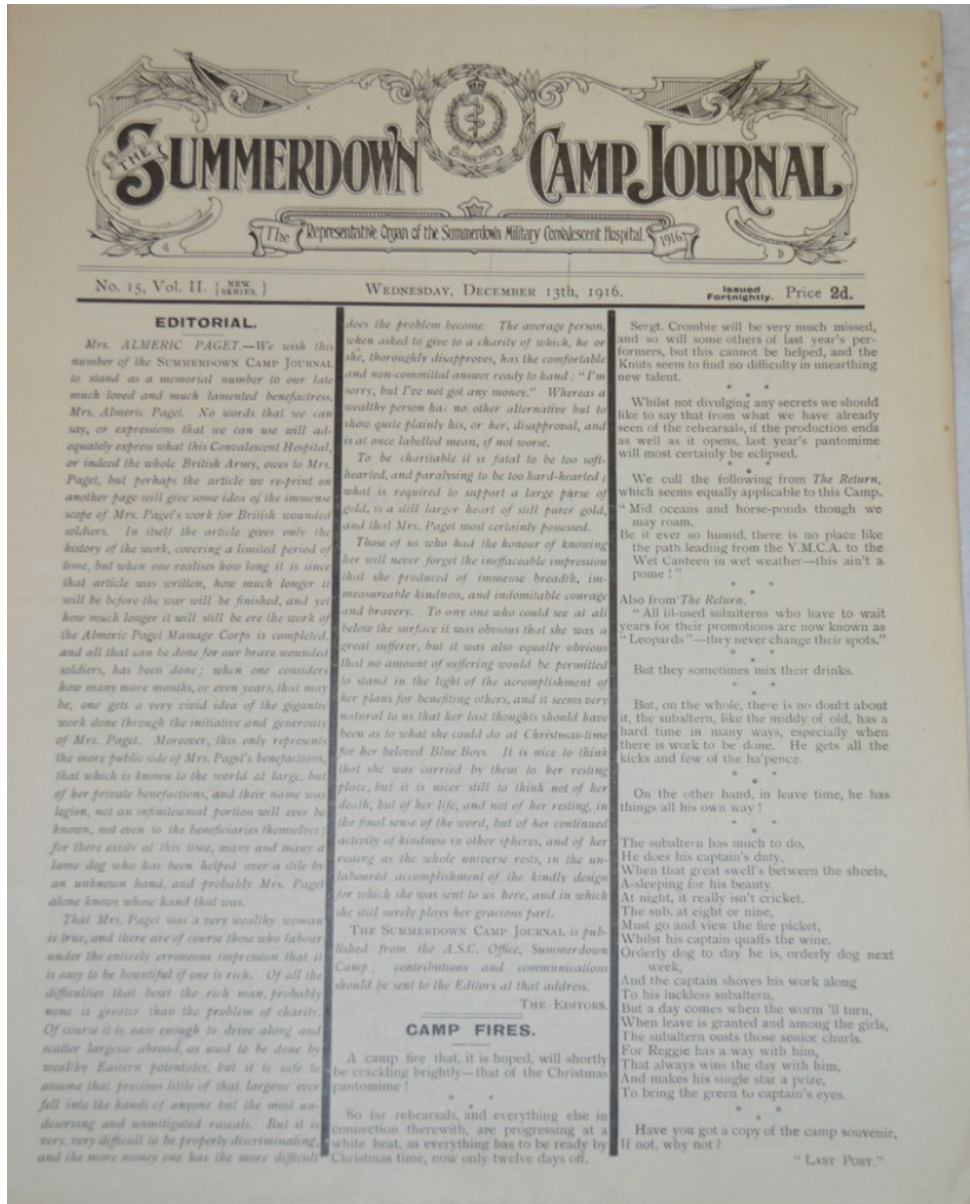 THE SUMMERDOWN CAMP JOURNAL
The Representative Organ of the Summerdown Military Convalescent Hospital. 1916.
G D
No. 15, Vol. II. { NEW SERIES. }
WEDNESDAY, DECEMBER 13th, 1916.
Issued Fortnightly. Price 2d.
EDITORIAL.
Mrs. ALMERIC PAGET.—We wish this
number of the SUMMERDOWN CAMP JOURNAL
to stand as a memorial number to our late
much loved and much lamented benefactress,
Mrs. Almeric Paget. No words that we can
say, or expressions that we can use will ad-
equately express what this Convalescent Hospital,
or indeed the whole British Army, owes to Mrs.
Paget, but perhaps the article we re-print on
another page will give some idea of the immense
scope of Mrs. Paget's work for British wounded
soldiers. In itself the article gives only the
history of the work, covering a limited period of
time, but when one realises how long it is since
that article was written, how much longer it
will be before the war will be finished, and yet
how much longer it will still be ere the work of
the Almeric Paget Massage Corps is completed,
and all that can be done for our brave wounded
soldiers, has been done; when one considers
how many more months, or even years, that may
be, one gets a very vivid idea of the gigantic
work done through the initiative and generosity
of Mrs. Paget. Moreover, this only represents
the more public side of Mrs. Paget's benefactions,
that which is known to the world at large, but
of her private benefactions, and their name was
legion, not an infinitesimal portion will ever be
known, not even to the beneficiaries themselves;
for there exists at this time, many and many a
lame dog who has been helped over a stile by
an unknown hand, and probably Mrs. Paget
alone knows whose hand that was.
That Mrs. Paget was a very wealthy woman
is true, and there are of course those who labour
under the entirely erroneous impression that it
is easy to be bountiful if one is rich. Of all the
difficulties that beset the rich man, probably
none is greater than the problem of charity.
Of course it is easy enough to drive along and
scatter largesse abroad, as used to be done by
wealthy Eastern potentates, but it is safe to
assume that precious little of that largesse ever
fell into the hands of anyone but the most un-
deserving and unmitigated rascals. But it is
very, very difficult to be properly discriminating,
and the more money one has the more difficult
does the problem become. The average person,
when asked to give to a charity of which, he or
she, thoroughly disapproves, has the comfortable
and non-committal answer ready to hand: "I'm
sorry, but I've not got any money." Whereas a
wealthy person has no other alternative but to
show quite plainly his, or her, disapproval, and
is at once labelled mean, if not worse.
To be charitable it is fatal to be too soft-
hearted, and paralysing to be too hard-hearted;
what is required to support a large purse of
gold, is a still larger heart of still purer gold,
and that Mrs. Paget most certainly possessed.
Those of us who had the honour of knowing
her will never forget the ineffaceable impression
that she produced of immense breadth, im-
measureable kindness, and indomitable courage
and bravery. To any one who could see at all
below the surface it was obvious that she was a
great sufferer, but it was also equally obvious
that no amount of suffering would be permitted
to stand in the light of the accomplishment of
her plans for benefiting others, and it seems very
natural to us that her last thoughts should have
been as to what she could do at Christmas-time
for her beloved Blue Boys. It is nice to think
that she was carried by them to her resting
place, but it is nicer still to think not of her
death, but of her life, and not of her resting, in
the final sense of the word, but of her continued
activity of kindness in other spheres, and of her
resting as the whole universe rests, in the un-
laboured accomplishment of the kindly design
for which she was sent to us here, and in which
she still surely plays her gracious part.
THE SUMMERDOWN CAMP JOURNAL is pub-
lished from the A.S.C. Office, Summerdown
Camp; contributions and communications
should be sent to the Editors at that address.
THE EDITORS.
CAMP FIRES.
A camp fire that, it is hoped, will shortly
be crackling brightly—that of the Christmas
pantomime!
* * *
So far rehearsals, and everything else in
connection therewith, are progressing at a
white heat, as everything has to be ready by
Christmas time, now only twelve days off.
Sergt. Crombie will be very much missed,
and so will some others of last year's per-
formers, but this cannot be helped, and the
Knuts seem to find no difficulty in unearthing
new talent.
* * *
Whilst not divulging any secrets we should
like to say that from what we have already
seen of the rehearsals, if the production ends
as well as it opens, last year's pantomime
will most certainly be eclipsed.
* * *
We cull the following from The Return,
which seems equally applicable to this Camp.
"Mid oceans and horse-ponds though we
may roam,
Be it ever so humid, there is no place like
the path leading from the Y.M.C.A. to the
Wet Canteen in wet weather—this ain't a
pome!"
* * *
Also from The Return.
"All ill-used subalterns who have to wait
years for their promotions are now known as
"Leopards"—they never change their spots."
* * *
But they sometimes mix their drinks.
* * *
But, on the whole, there is no doubt about
it, the subaltern, like the middy of old, has a
hard time in many ways, especially when
there is work to be done. He gets all the
kicks and few of the ha'pence.
* * *
On the other hand, in leave time, he has
things all his own way!
* * *
The subaltern has much to do,
He does his captain's duty,
When that great swell's between the sheets,
A-sleeping for his beauty.
At night, it really isn't cricket,
The sub, at eight or nine,
Must go and view the fire picket,
Whilst his captain quaffs the wine.
Orderly dog to day he is, orderly dog next
week,
And the captain shoves his work along
To his luckless subaltern,
But a day comes when the worm 'll turn,
When leave is granted and among the girls,
The subaltern ousts those senior churls.
For Reggie has a way with him,
That always wins the day with him,
And makes his single star a prize,
To bring the green to captain's eyes.
* * *
Have you got a copy of the camp souvenir,
If not, why not?
"LAST POST."